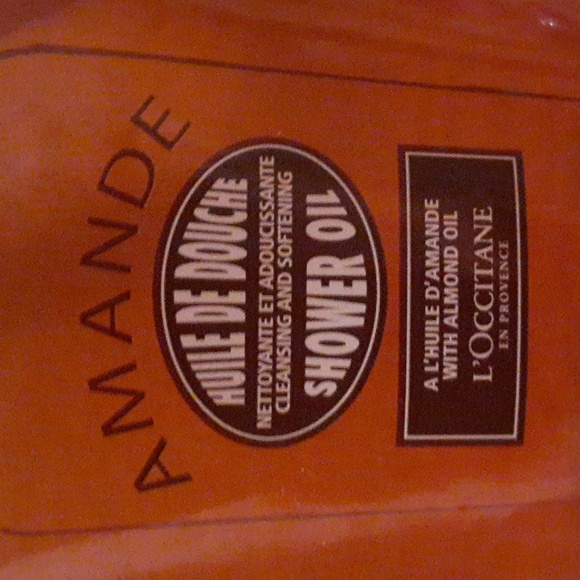 AMANDE
HUILE DE DOUCHE
NETTOYANTE ET ADOUCISSANTE
CLEANSING AND SOFTENING
SHOWER OIL
A L'HUILE D'AMANDE
WITH ALMOND OIL
L'OCCITANE
EN PROVENCE